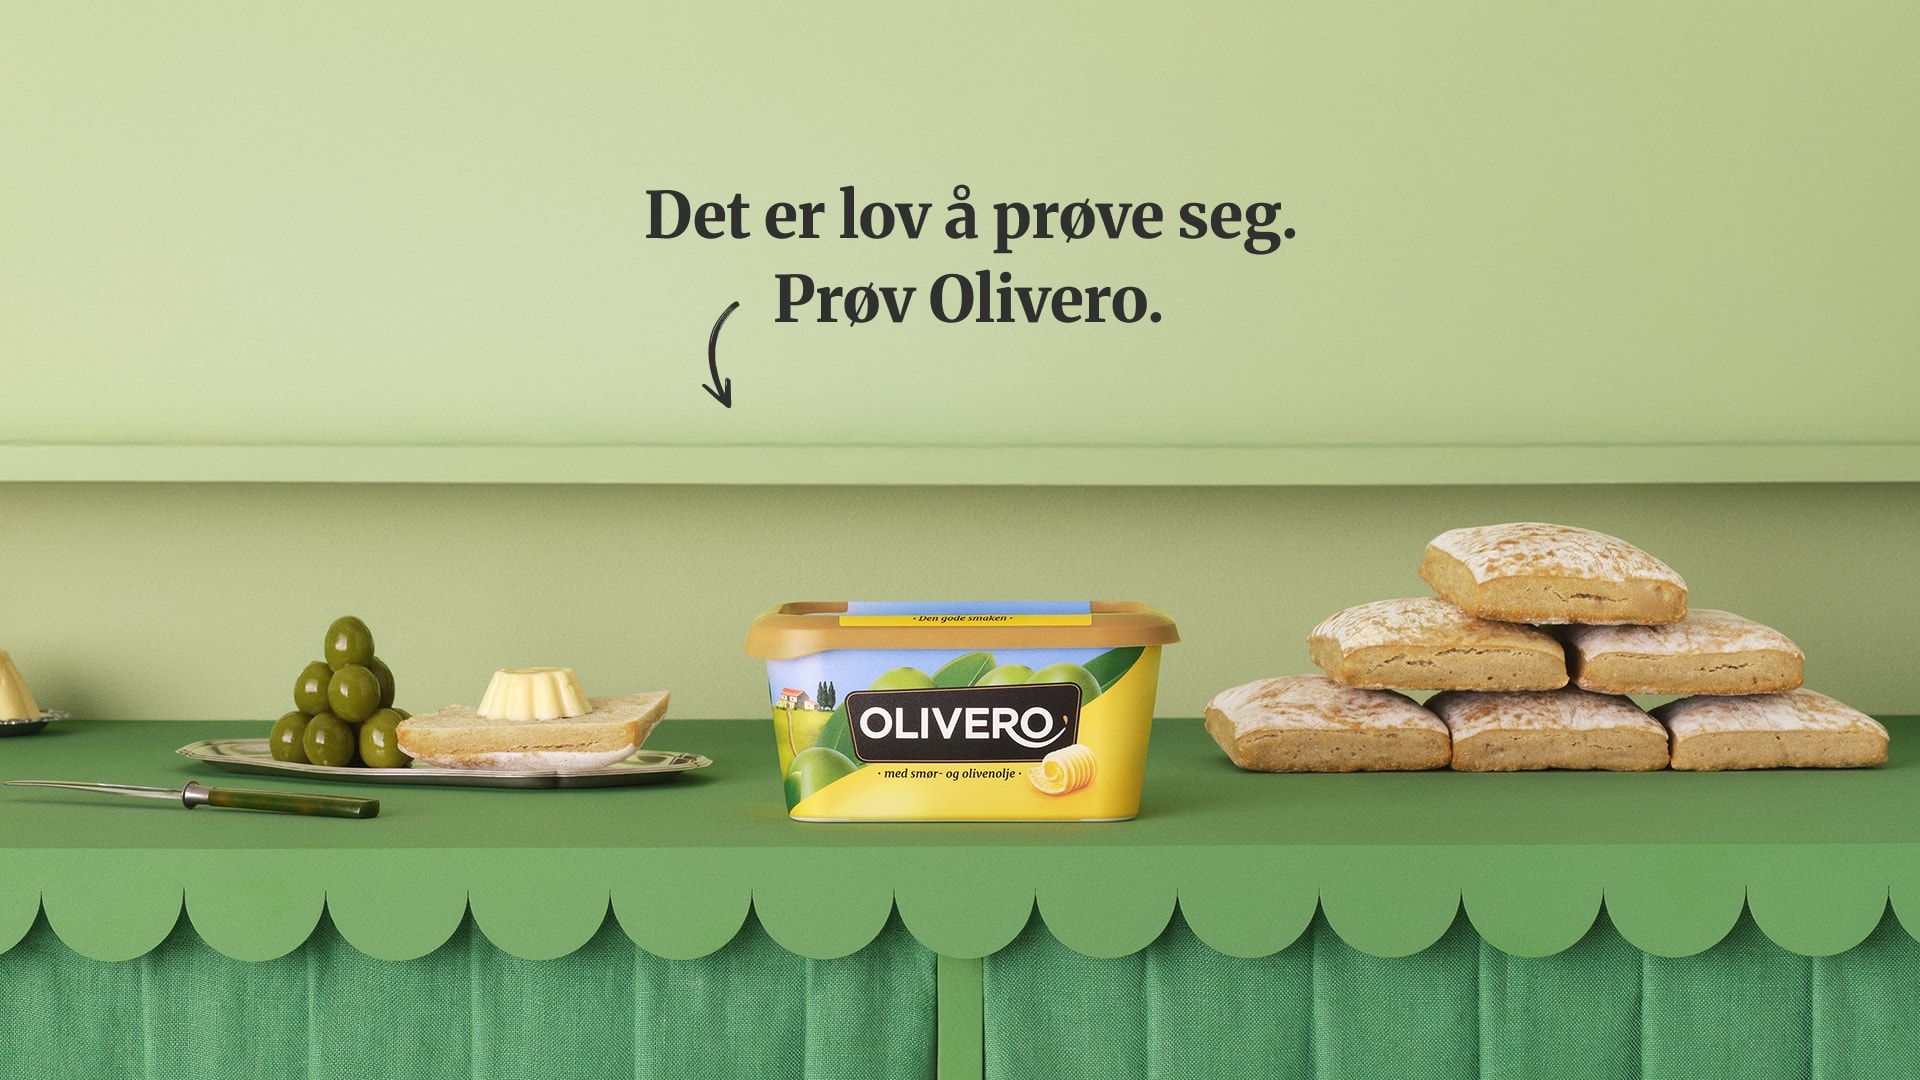 Det er lov å prøve seg.
Prøv Olivero.
· Den gode smaken ·
OLIVERO
· med smør- og olivenolje ·